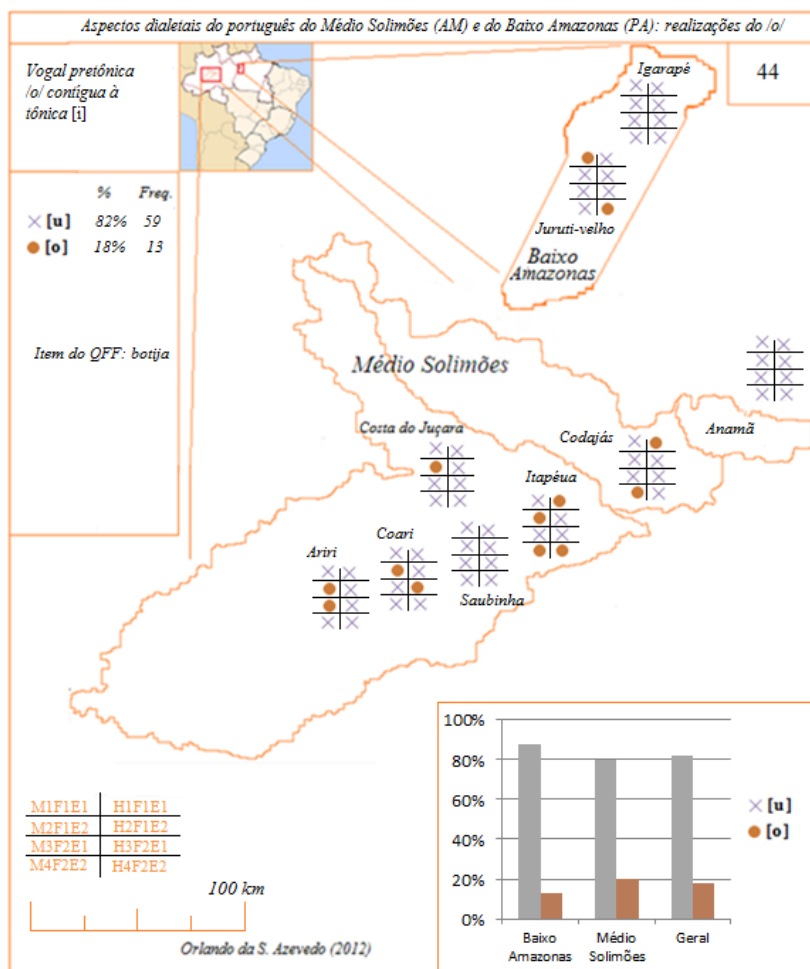 Aspectos dialetais do português do Médio Solimões (AM) e do Baixo Amazonas (PA): realizações do /o/
Vogal pretônica
/o/ contígua à
tônica [i]
44
% Freq.
[u] 82% 59
[o] 18% 13
Item do QFF: botija
Igarapé
Juruti-velho
Baixo
Amazonas
Médio Solimões
Costa do Juçara
Codajás
Anamã
Itapéua
Coari
Ariri
Saubinha
M1F1E1 H1F1E1
M2F1E2 H2F1E2
M3F2E1 H3F2E1
M4F2E2 H4F2E2
100 km
Orlando da S. Azevedo (2012)
100%
80%
60%
40%
20%
0%
Baixo
Amazonas
Médio
Solimões
Geral
[u]
[o]